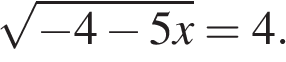 √(−4 − 5x) = 4.